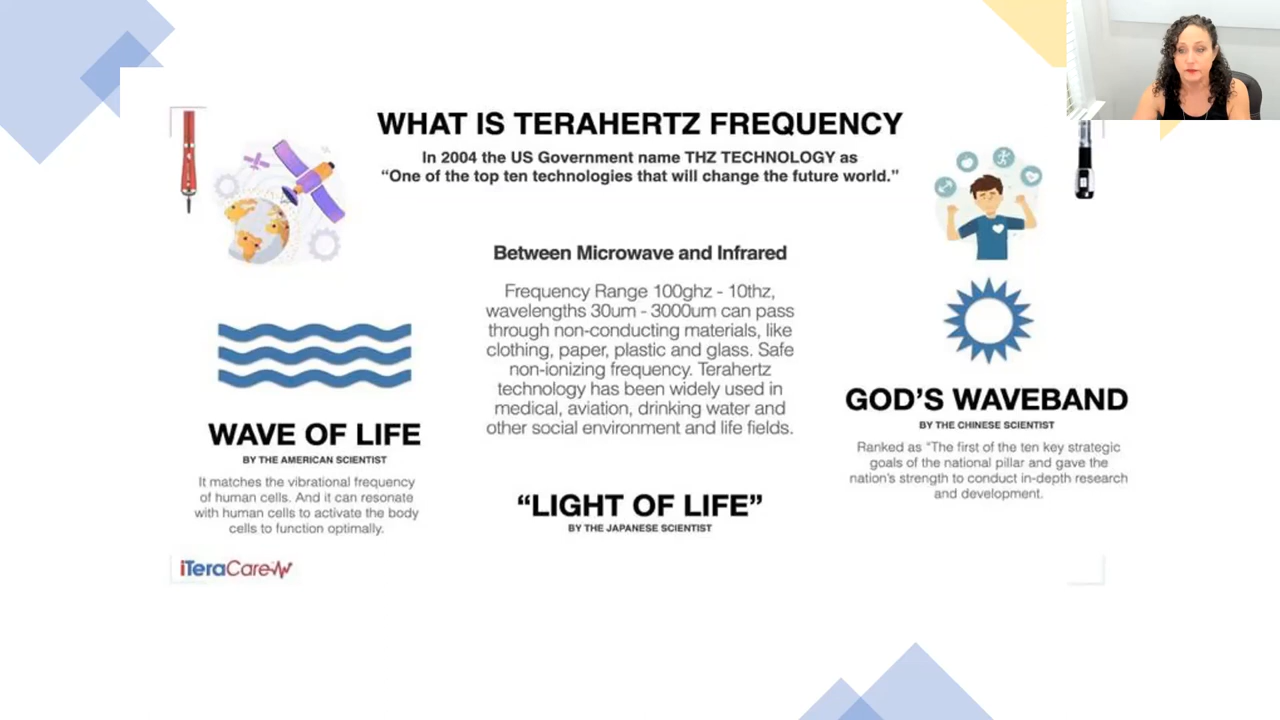 WHAT IS TERAHERTZ FREQUENCY
In 2004 the US Government name THZ TECHNOLOGY as
“One of the top ten technologies that will change the future world.”
Between Microwave and Infrared
Frequency Range 100ghz - 10thz,
wavelengths 30um - 3000um can pass
through non-conducting materials, like
clothing, paper, plastic and glass. Safe
non-ionizing frequency. Terahertz
technology has been widely used in
medical, aviation, drinking water and
other social environment and life fields.
WAVE OF LIFE
BY THE AMERICAN SCIENTIST
It matches the vibrational frequency
of human cells. And it can resonate
with human cells to activate the body
cells to function optimally.
“LIGHT OF LIFE”
BY THE JAPANESE SCIENTIST
GOD’S WAVEBAND
BY THE CHINESE SCIENTIST
Ranked as “The first of the ten key strategic
goals of the national pillar and gave the
nation’s strength to conduct in-depth research
and development.
iTeraCare